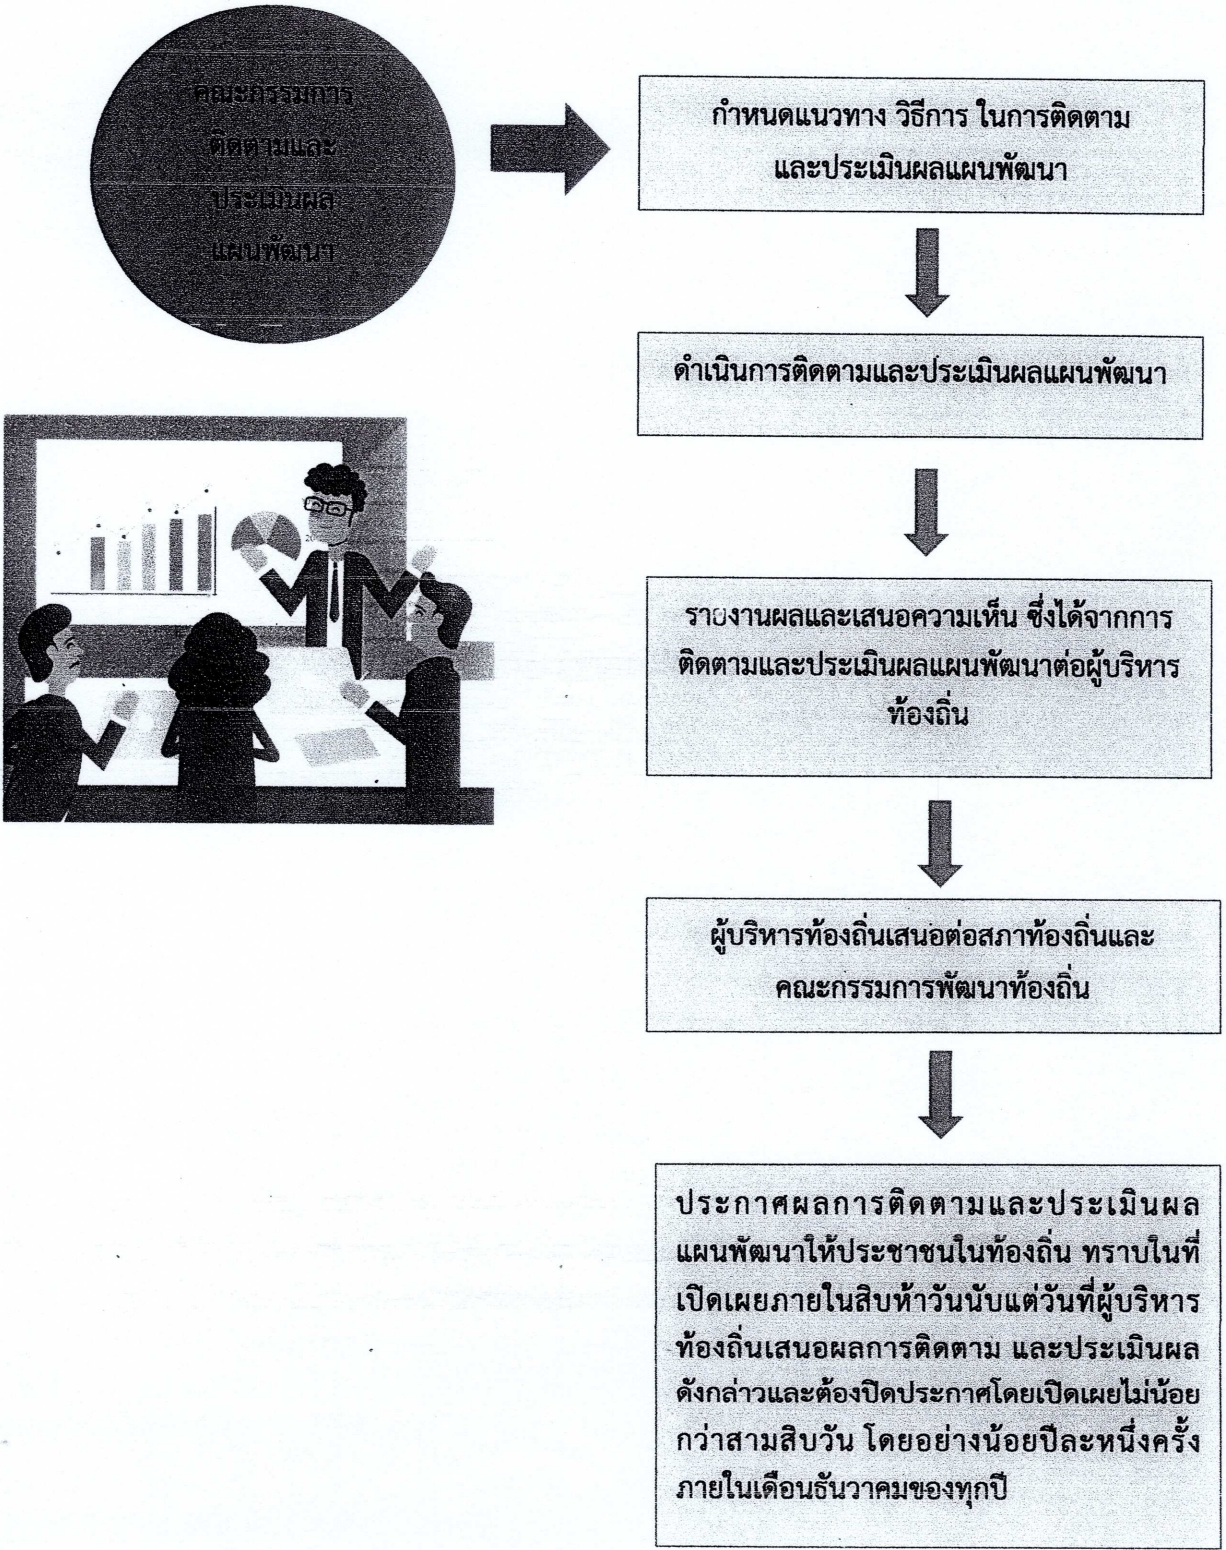 คณะกรรมการ
ติดตามและ
ประเมินผล
แผนพัฒนา
กำหนดแนวทาง วิธีการ ในการติดตาม
และประเมินผลแผนพัฒนา
ดำเนินการติดตามและประเมินผลแผนพัฒนา
รายงานผลและเสนอความเห็น ซึ่งได้จากการ
ติดตามและประเมินผลแผนพัฒนาต่อผู้บริหาร
ท้องถิ่น
ผู้บริหารท้องถิ่นเสนอต่อสภาท้องถิ่นและ
คณะกรรมการพัฒนาท้องถิ่น
ประกาศผลการติดตามและประเมินผล
แผนพัฒนาให้ประชาชนในท้องถิ่น ทราบในที่
เปิดเผยภายในสิบห้าวันนับแต่วันที่ผู้บริหาร
ท้องถิ่นเสนอผลการติดตาม และประเมินผล
ดังกล่าวและต้องปิดประกาศโดยเปิดเผยไม่น้อย
กว่าสามสิบวัน โดยอย่างน้อยปีละหนึ่งครั้ง
ภายในเดือนธันวาคมของทุกปี